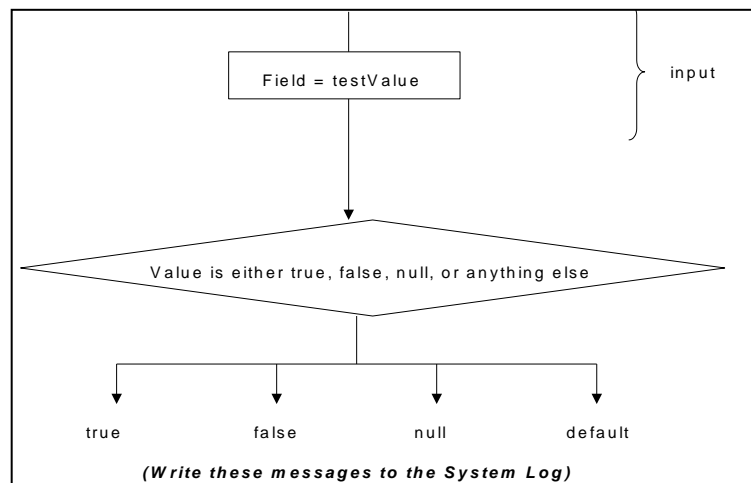 Field = testValue
input
Value is either true, false, null, or anything else
true
false
null
default
(Write these messages to the System Log)